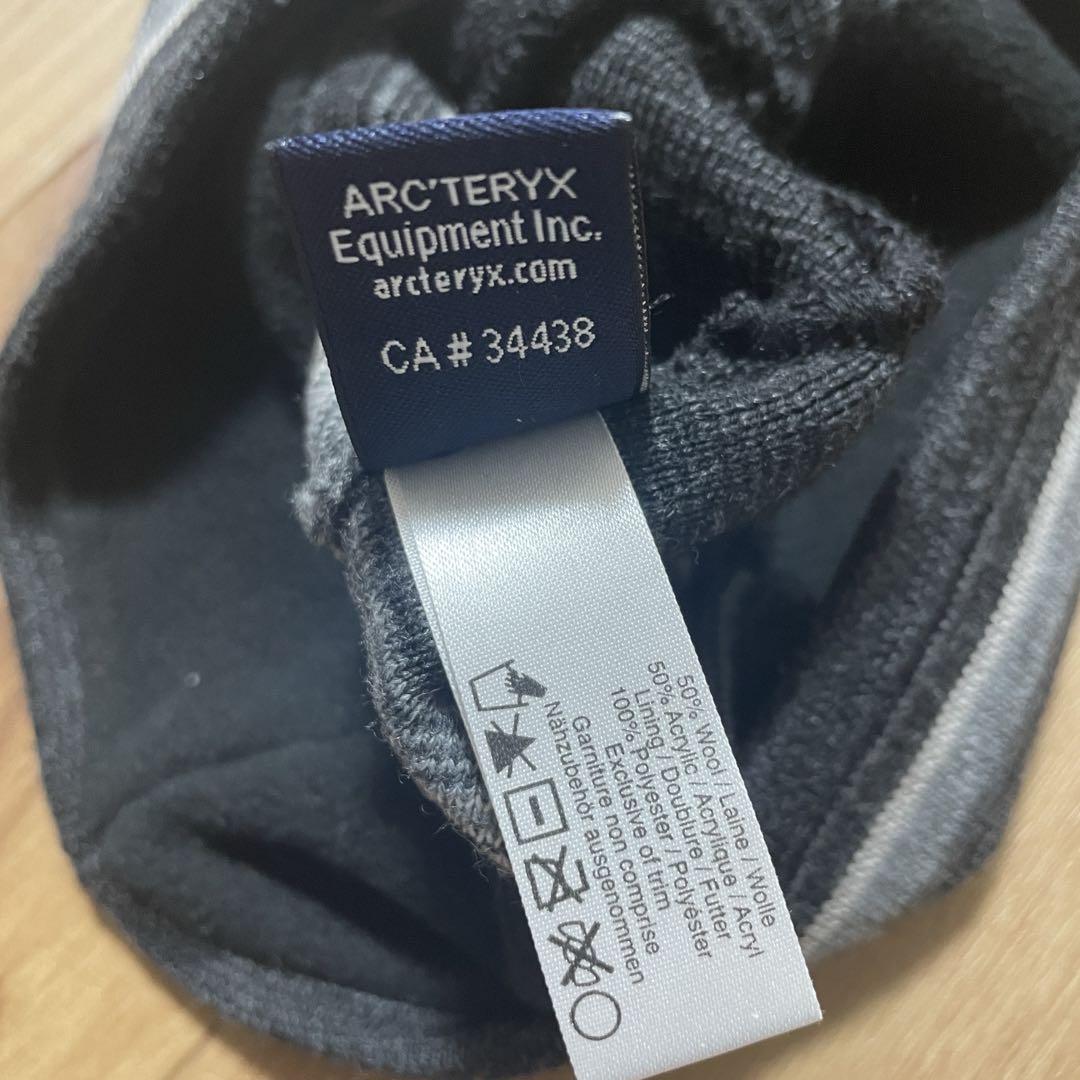 ARC'TERYX
Equipment Inc.
arcteryx.com
CA # 34438
50% Wool / Laine / Wolle
50% Acrylic / Acrylique / Acryl
Lining / Doublure / Futter
100% Polyester / Polyester
Exclusive of trim
Garniture non comprise
Nähzubehör ausgenommen